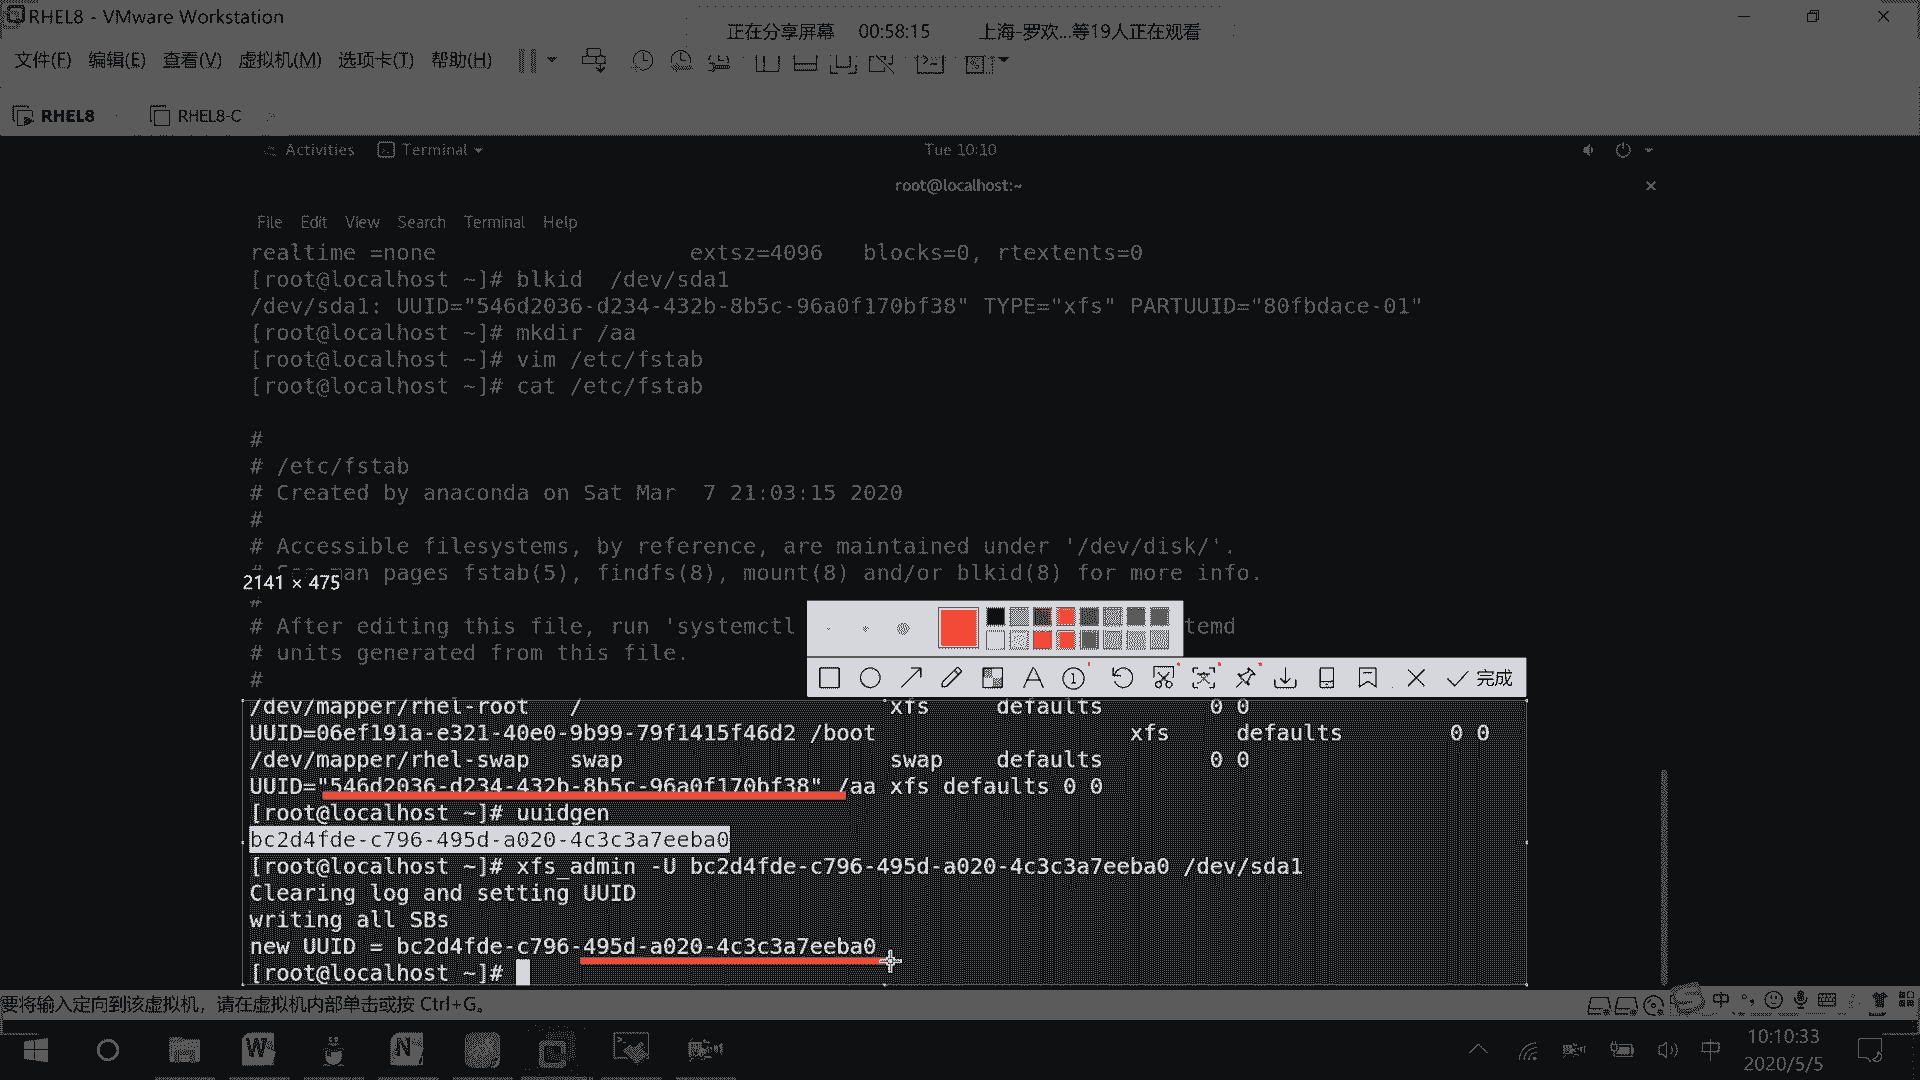 RHEL8 - VMware Workstation
正在分享屏幕 00:58:15 上海-罗欢...等19人正在观看
文件(F) 编辑(E) 查看(V) 虚拟机(M) 选项卡(T) 帮助(H)
RHEL8 RHEL8-C
Activities Terminal Tue 10:10
root@localhost:~
File Edit View Search Terminal Help
realtime =none extsz=4096 blocks=0, rtextents=0
[root@localhost ~]# blkid /dev/sda1
/dev/sda1: UUID="546d2036-d234-432b-8b5c-96a0f170bf38" TYPE="xfs" PARTUUID="80fbdace-01"
[root@localhost ~]# mkdir /aa
[root@localhost ~]# vim /etc/fstab
[root@localhost ~]# cat /etc/fstab
#
# /etc/fstab
# Created by anaconda on Sat Mar 7 21:03:15 2020
#
# Accessible filesystems, by reference, are maintained under '/dev/disk/'.
2141 × 475
man pages fstab(5), findfs(8), mount(8) and/or blkid(8) for more info.
#
# After editing this file, run 'systemctl temd
# units generated from this file.
#
完成
/dev/mapper/rhel-root / xfs defaults 0 0
UUID=06ef191a-e321-40e0-9b99-79f1415f46d2 /boot xfs defaults 0 0
/dev/mapper/rhel-swap swap swap defaults 0 0
UUID="546d2036-d234-432b-8b5c-96a0f170bf38" /aa xfs defaults 0 0
[root@localhost ~]# uuidgen
bc2d4fde-c796-495d-a020-4c3c3a7eeba0
[root@localhost ~]# xfs_admin -U bc2d4fde-c796-495d-a020-4c3c3a7eeba0 /dev/sda1
Clearing log and setting UUID
writing all SBs
new UUID = bc2d4fde-c796-495d-a020-4c3c3a7eeba0
[root@localhost ~]#
要将输入定向到该虚拟机，请在虚拟机内部单击或按 Ctrl+G。
中
中 10:10:33
2020/5/5